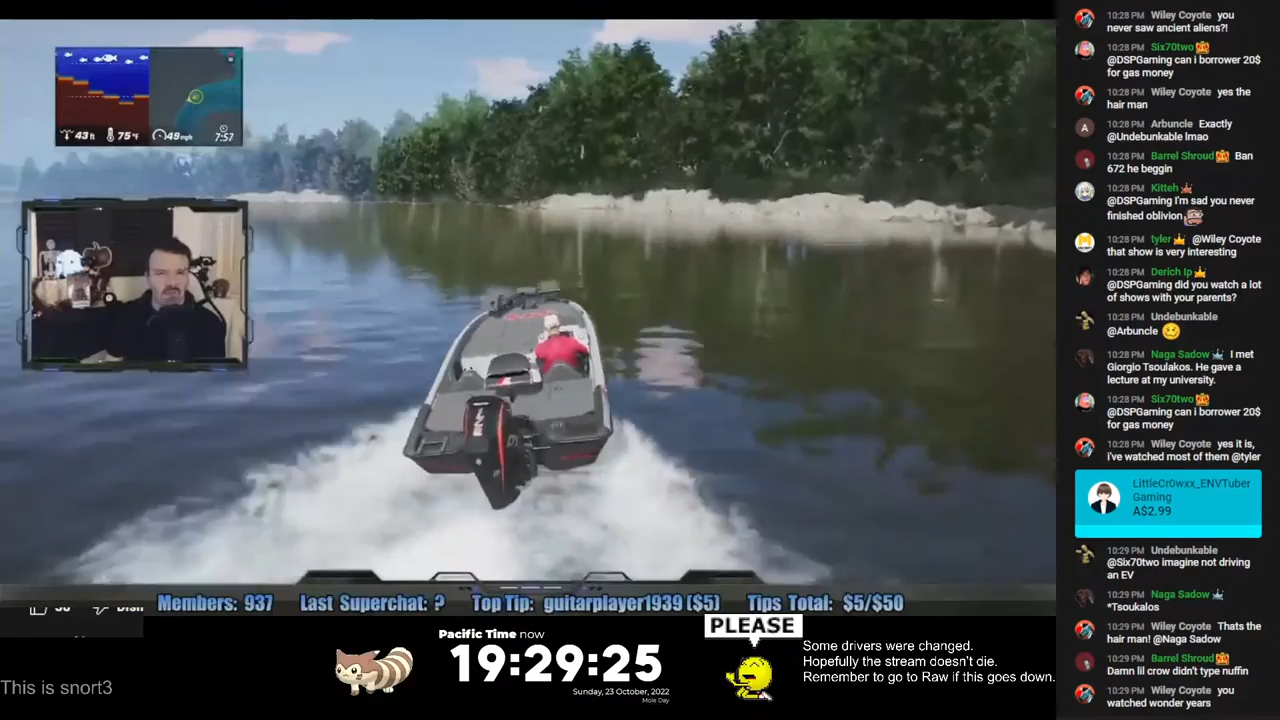 43 ft 75 °F 49 mph 7:57
Members: 937 Last Superchat: ? Top Tip: guitarplayer1939 ($5) Tips Total: $5/$50
This is snort3
Pacific Time now
19:29:25
Sunday, 23 October, 2022
Mole Day
PLEASE
Some drivers were changed.
Hopefully the stream doesn't die.
Remember to go to Raw if this goes down.
10:28 PM Wiley Coyote you
never saw ancient aliens?!
10:28 PM Six70two
@DSPGaming can i borrower 20$
for gas money
10:28 PM Wiley Coyote yes the
hair man
A 10:28 PM Arbuncle Exactly
@Undebunkable lmao
10:28 PM Barrel Shroud Ban
672 he beggin
10:28 PM Kitteh
@DSPGaming I'm sad you never
finished oblivion
10:28 PM tyler @Wiley Coyote
that show is very interesting
10:28 PM Derich Ip
@DSPGaming did you watch a lot
of shows with your parents?
10:28 PM Undebunkable
@Arbuncle
10:28 PM Naga Sadow I met
Giorgio Tsoulakos. He gave a
lecture at my university.
10:28 PM Six70two
@DSPGaming can i borrower 20$
for gas money
10:28 PM Wiley Coyote yes it is,
i've watched most of them @tyler
LittleCr0wxx_ENVTuber
Gaming
A$2.99
10:29 PM Undebunkable
@Six70two Imagine not driving
an EV
10:29 PM Naga Sadow
*Tsoukalos
10:29 PM Wiley Coyote Thats the
hair man! @Naga Sadow
10:29 PM Barrel Shroud
Damn lil crow didn't type nuffin
10:29 PM Wiley Coyote you
watched wonder years